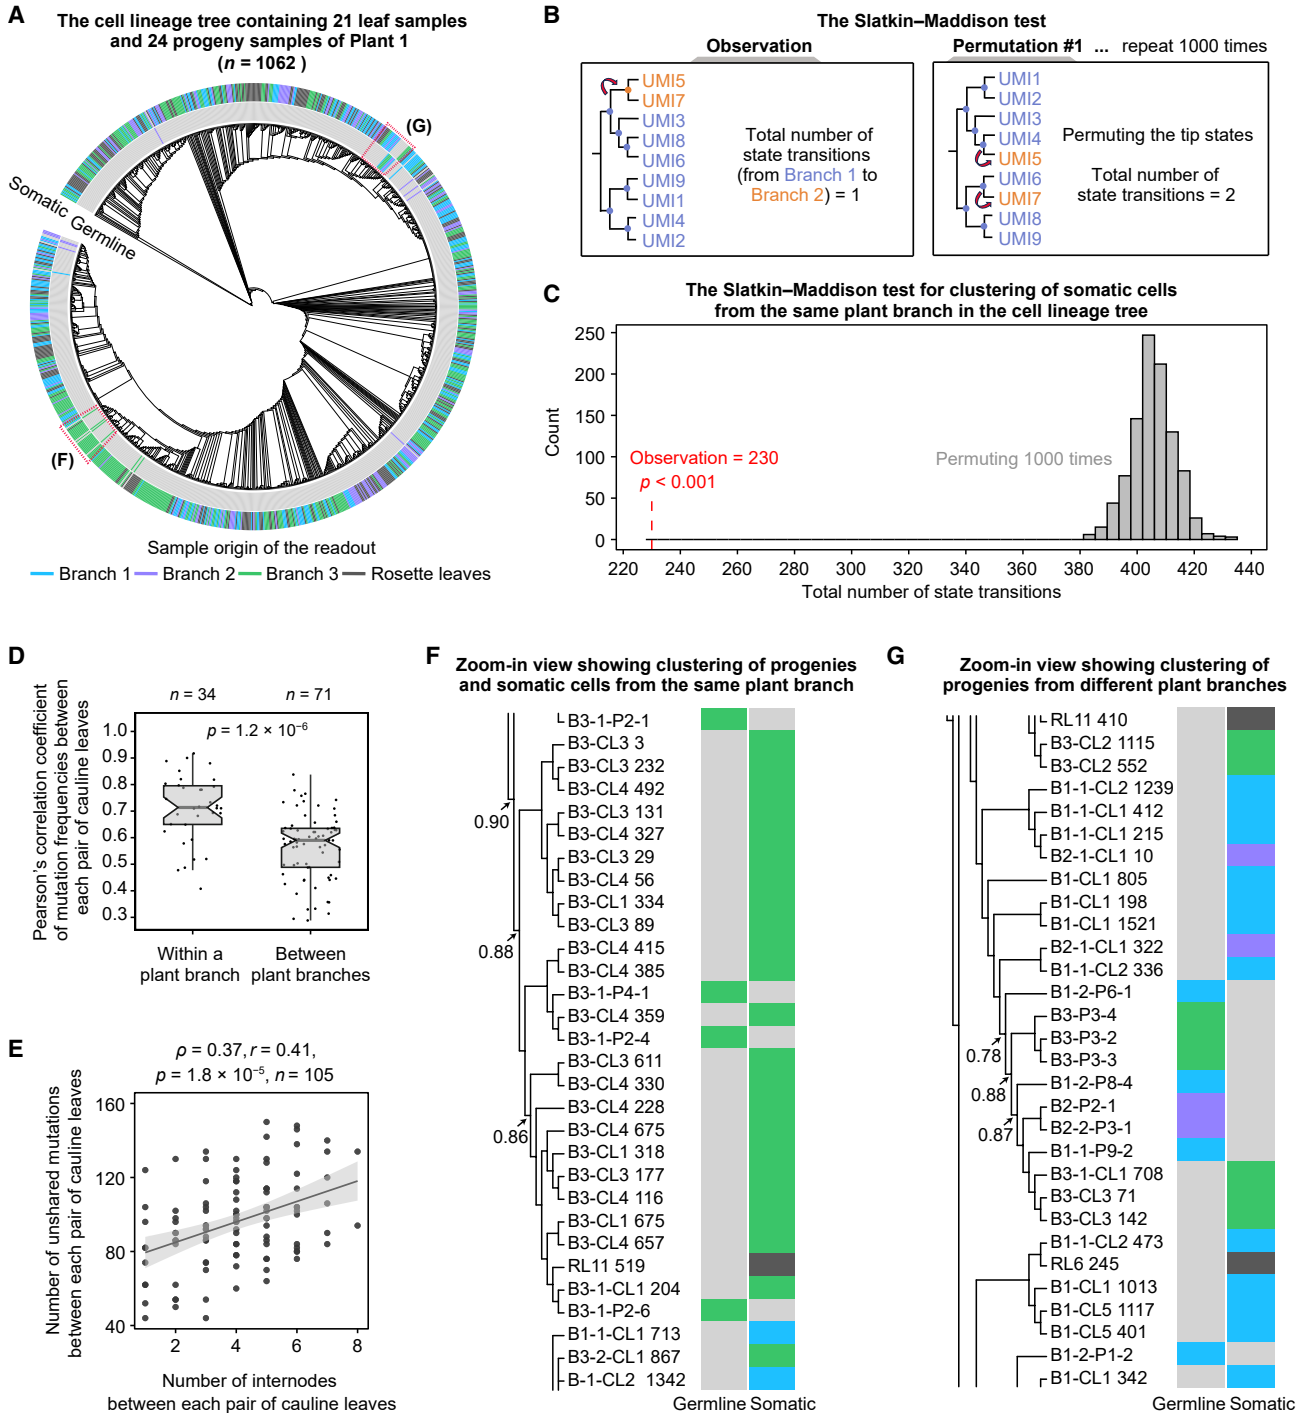 A
The cell lineage tree containing 21 leaf samples
and 24 progeny samples of Plant 1
(n = 1062 )
(G)
Somatic
Germline
(F)
Sample origin of the readout
Branch 1
Branch 2
Branch 3
Rosette leaves
B
The Slatkin–Maddison test
Observation
UMI5
UMI7
UMI3
UMI8
UMI6
UMI9
UMI1
UMI4
UMI2
Total number of
state transitions
(from Branch 1 to
Branch 2) = 1
Permutation #1 ... repeat 1000 times
UMI1
UMI2
UMI3
UMI4
UMI5
UMI6
UMI7
UMI8
UMI9
Permuting the tip states
Total number of
state transitions = 2
C
The Slatkin–Maddison test for clustering of somatic cells
from the same plant branch in the cell lineage tree
Count
250
200
150
100
50
0
Observation = 230
p < 0.001
Permuting 1000 times
220 240 260 280 300 320 340 360 380 400 420 440
Total number of state transitions
D
Pearson's correlation coefficient
of mutation frequencies between
each pair of cauline leaves
n = 34
n = 71
p = 1.2 × 10⁻⁶
1.0
0.9
0.8
0.7
0.6
0.5
0.4
0.3
Within a
plant branch
Between
plant branches
E
ρ = 0.37, r = 0.41,
p = 1.8 × 10⁻⁵, n = 105
Number of unshared mutations
between each pair of cauline leaves
160
120
80
40
2 4 6 8
Number of internodes
between each pair of cauline leaves
F
Zoom-in view showing clustering of progenies
and somatic cells from the same plant branch
B3-1-P2-1
B3-CL3 3
B3-CL3 232
B3-CL4 492
B3-CL3 131
B3-CL4 327
B3-CL3 29
B3-CL4 56
B3-CL1 334
B3-CL3 89
B3-CL4 415
B3-CL4 385
B3-1-P4-1
B3-CL4 359
B3-1-P2-4
B3-CL3 611
B3-CL4 330
B3-CL4 228
B3-CL4 675
B3-CL1 318
B3-CL3 177
B3-CL4 116
B3-CL1 675
B3-CL4 657
RL11 519
B3-1-CL1 204
B3-1-P2-6
B1-1-CL1 713
B3-2-CL1 867
B-1-CL2 1342
0.90
0.88
0.86
Germline Somatic
G
Zoom-in view showing clustering of
progenies from different plant branches
RL11 410
B3-CL2 1115
B3-CL2 552
B1-1-CL2 1239
B1-1-CL1 412
B1-1-CL1 215
B2-1-CL1 10
B1-CL1 805
B1-CL1 198
B1-CL1 1521
B2-1-CL1 322
B1-1-CL2 336
B1-2-P6-1
B3-P3-4
B3-P3-2
B3-P3-3
B1-2-P8-4
B2-P2-1
B2-2-P3-1
B1-1-P9-2
B3-1-CL1 708
B3-CL3 71
B3-CL3 142
B1-1-CL2 473
RL6 245
B1-CL1 1013
B1-CL5 1117
B1-CL5 401
B1-2-P1-2
B1-CL1 342
0.78
0.88
0.87
Germline Somatic